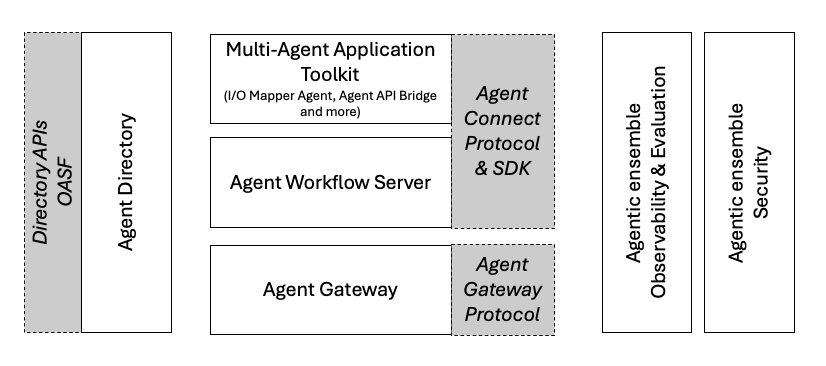 Directory APIs
OASF
Agent Directory
Multi-Agent Application
Toolkit
(I/O Mapper Agent, Agent API Bridge
and more)
Agent
Connect
Protocol
& SDK
Agent Workflow Server
Agent Gateway
Agent
Gateway
Protocol
Agentic ensemble
Observability & Evaluation
Agentic ensemble
Security